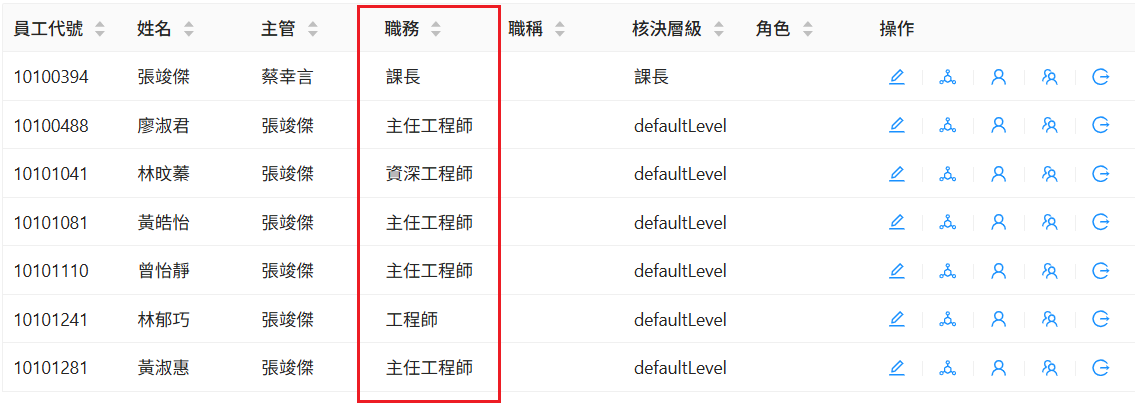 員工代號 姓名 主管 職務 職稱 核決層級 角色 操作
10100394 張竣傑 蔡幸言 課長 課長
10100488 廖淑君 張竣傑 主任工程師 defaultLevel
10101041 林旼蓁 張竣傑 資深工程師 defaultLevel
10101081 黃皓怡 張竣傑 主任工程師 defaultLevel
10101110 曾怡靜 張竣傑 主任工程師 defaultLevel
10101241 林郁巧 張竣傑 工程師 defaultLevel
10101281 黃淑惠 張竣傑 主任工程師 defaultLevel